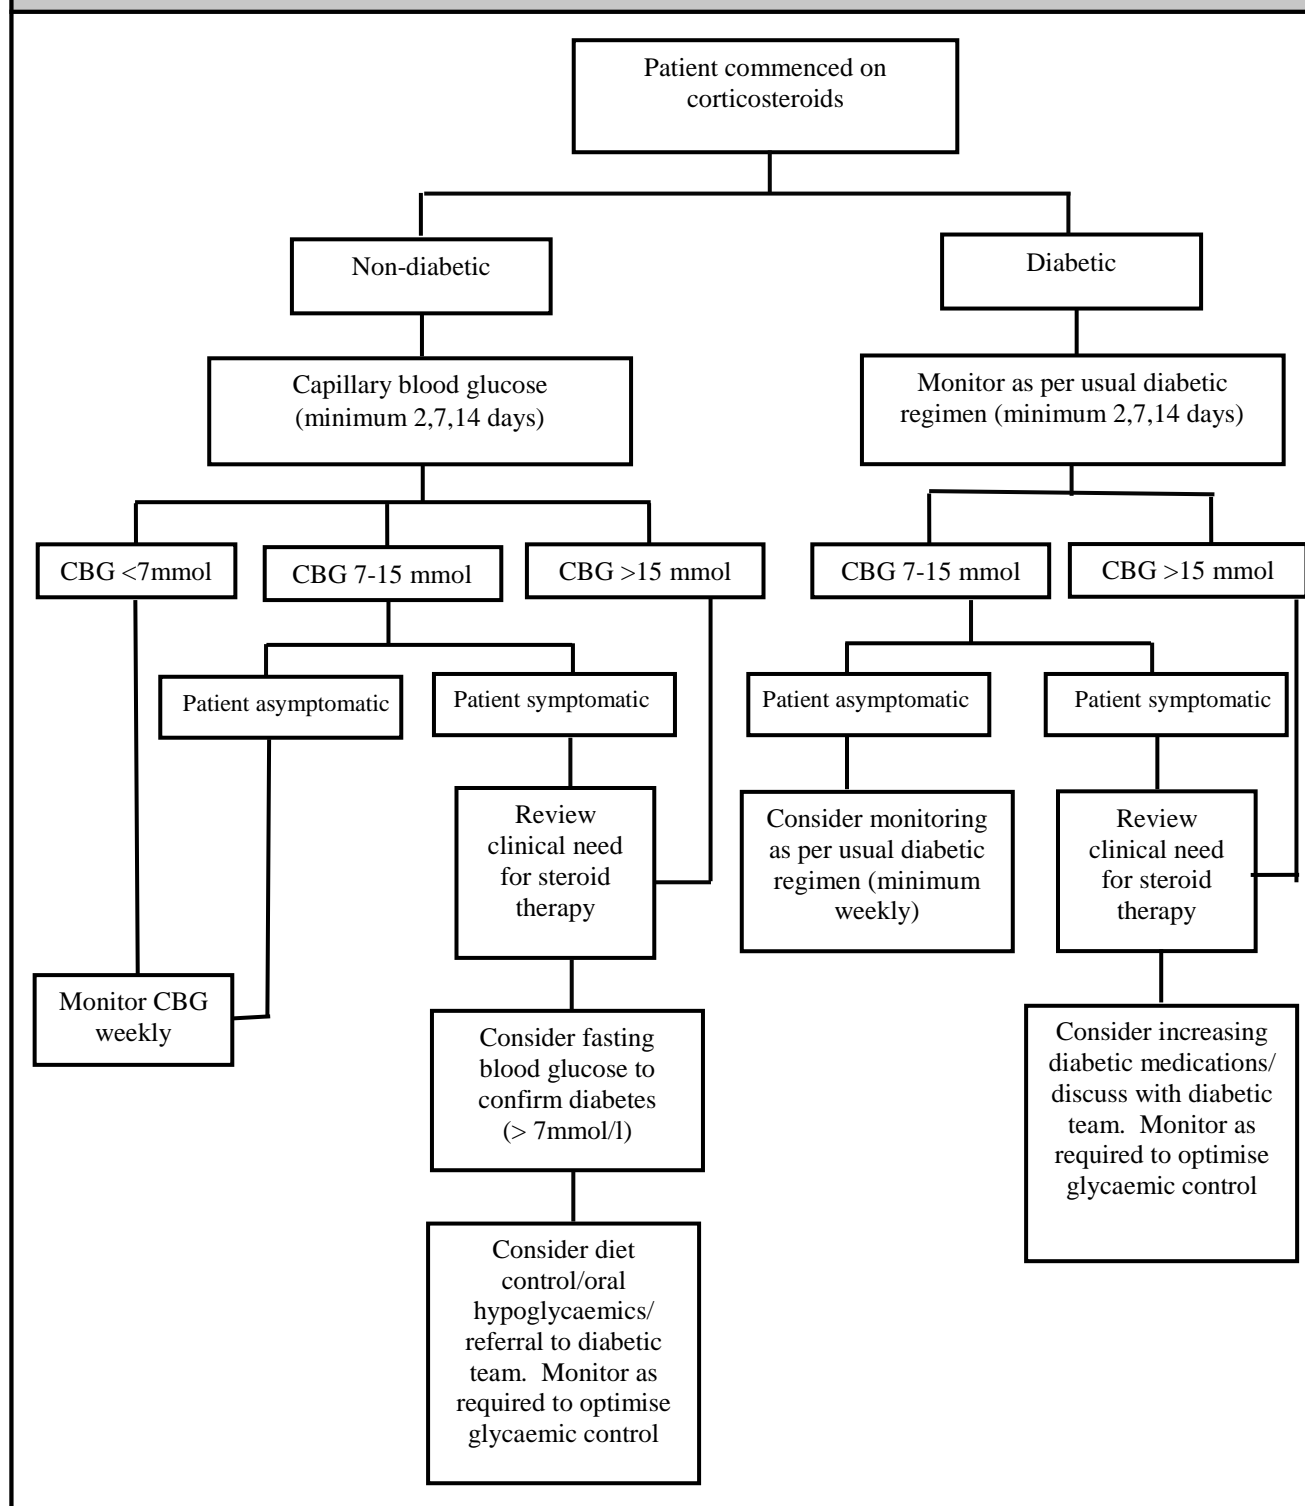 Patient commenced on
corticosteroids
Non-diabetic
Diabetic
Capillary blood glucose
(minimum 2,7,14 days)
Monitor as per usual diabetic
regimen (minimum 2,7,14 days)
CBG <7mmol
CBG 7-15 mmol
CBG >15 mmol
CBG 7-15 mmol
CBG >15 mmol
Patient asymptomatic
Patient symptomatic
Patient asymptomatic
Patient symptomatic
Review
clinical need
for steroid
therapy
Consider monitoring
as per usual diabetic
regimen (minimum
weekly)
Review
clinical need
for steroid
therapy
Monitor CBG
weekly
Consider fasting
blood glucose to
confirm diabetes
(> 7mmol/l)
Consider increasing
diabetic medications/
discuss with diabetic
team.  Monitor as
required to optimise
glycaemic control
Consider diet
control/oral
hypoglycaemics/
referral to diabetic
team.  Monitor as
required to optimise
glycaemic control